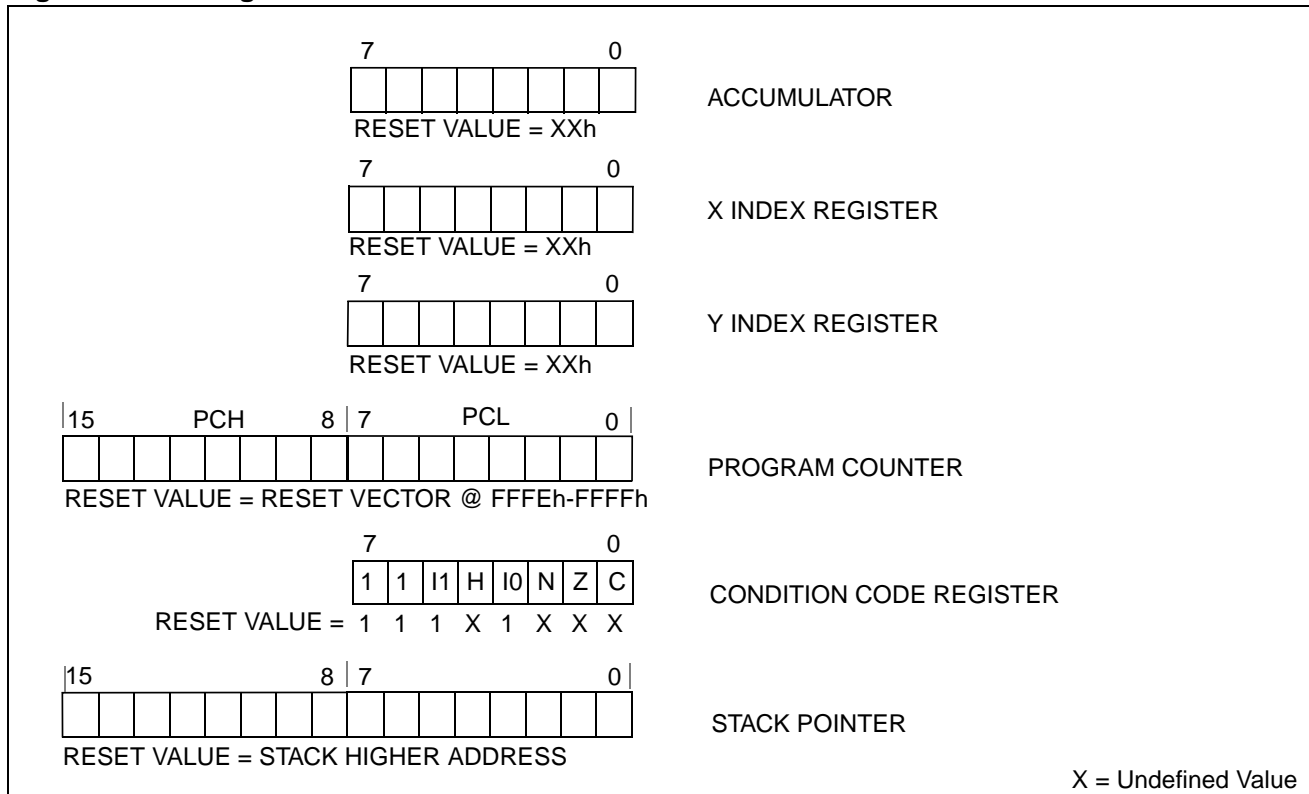 7 0
ACCUMULATOR
RESET VALUE = XXh
7 0
X INDEX REGISTER
RESET VALUE = XXh
7 0
Y INDEX REGISTER
RESET VALUE = XXh
15 PCH 8 7 PCL 0
PROGRAM COUNTER
RESET VALUE = RESET VECTOR @ FFFEh-FFFFh
7 0
1 1 I1 H I0 N Z C
CONDITION CODE REGISTER
RESET VALUE = 1 1 1 X 1 X X X
15 8 7 0
STACK POINTER
RESET VALUE = STACK HIGHER ADDRESS
X = Undefined Value